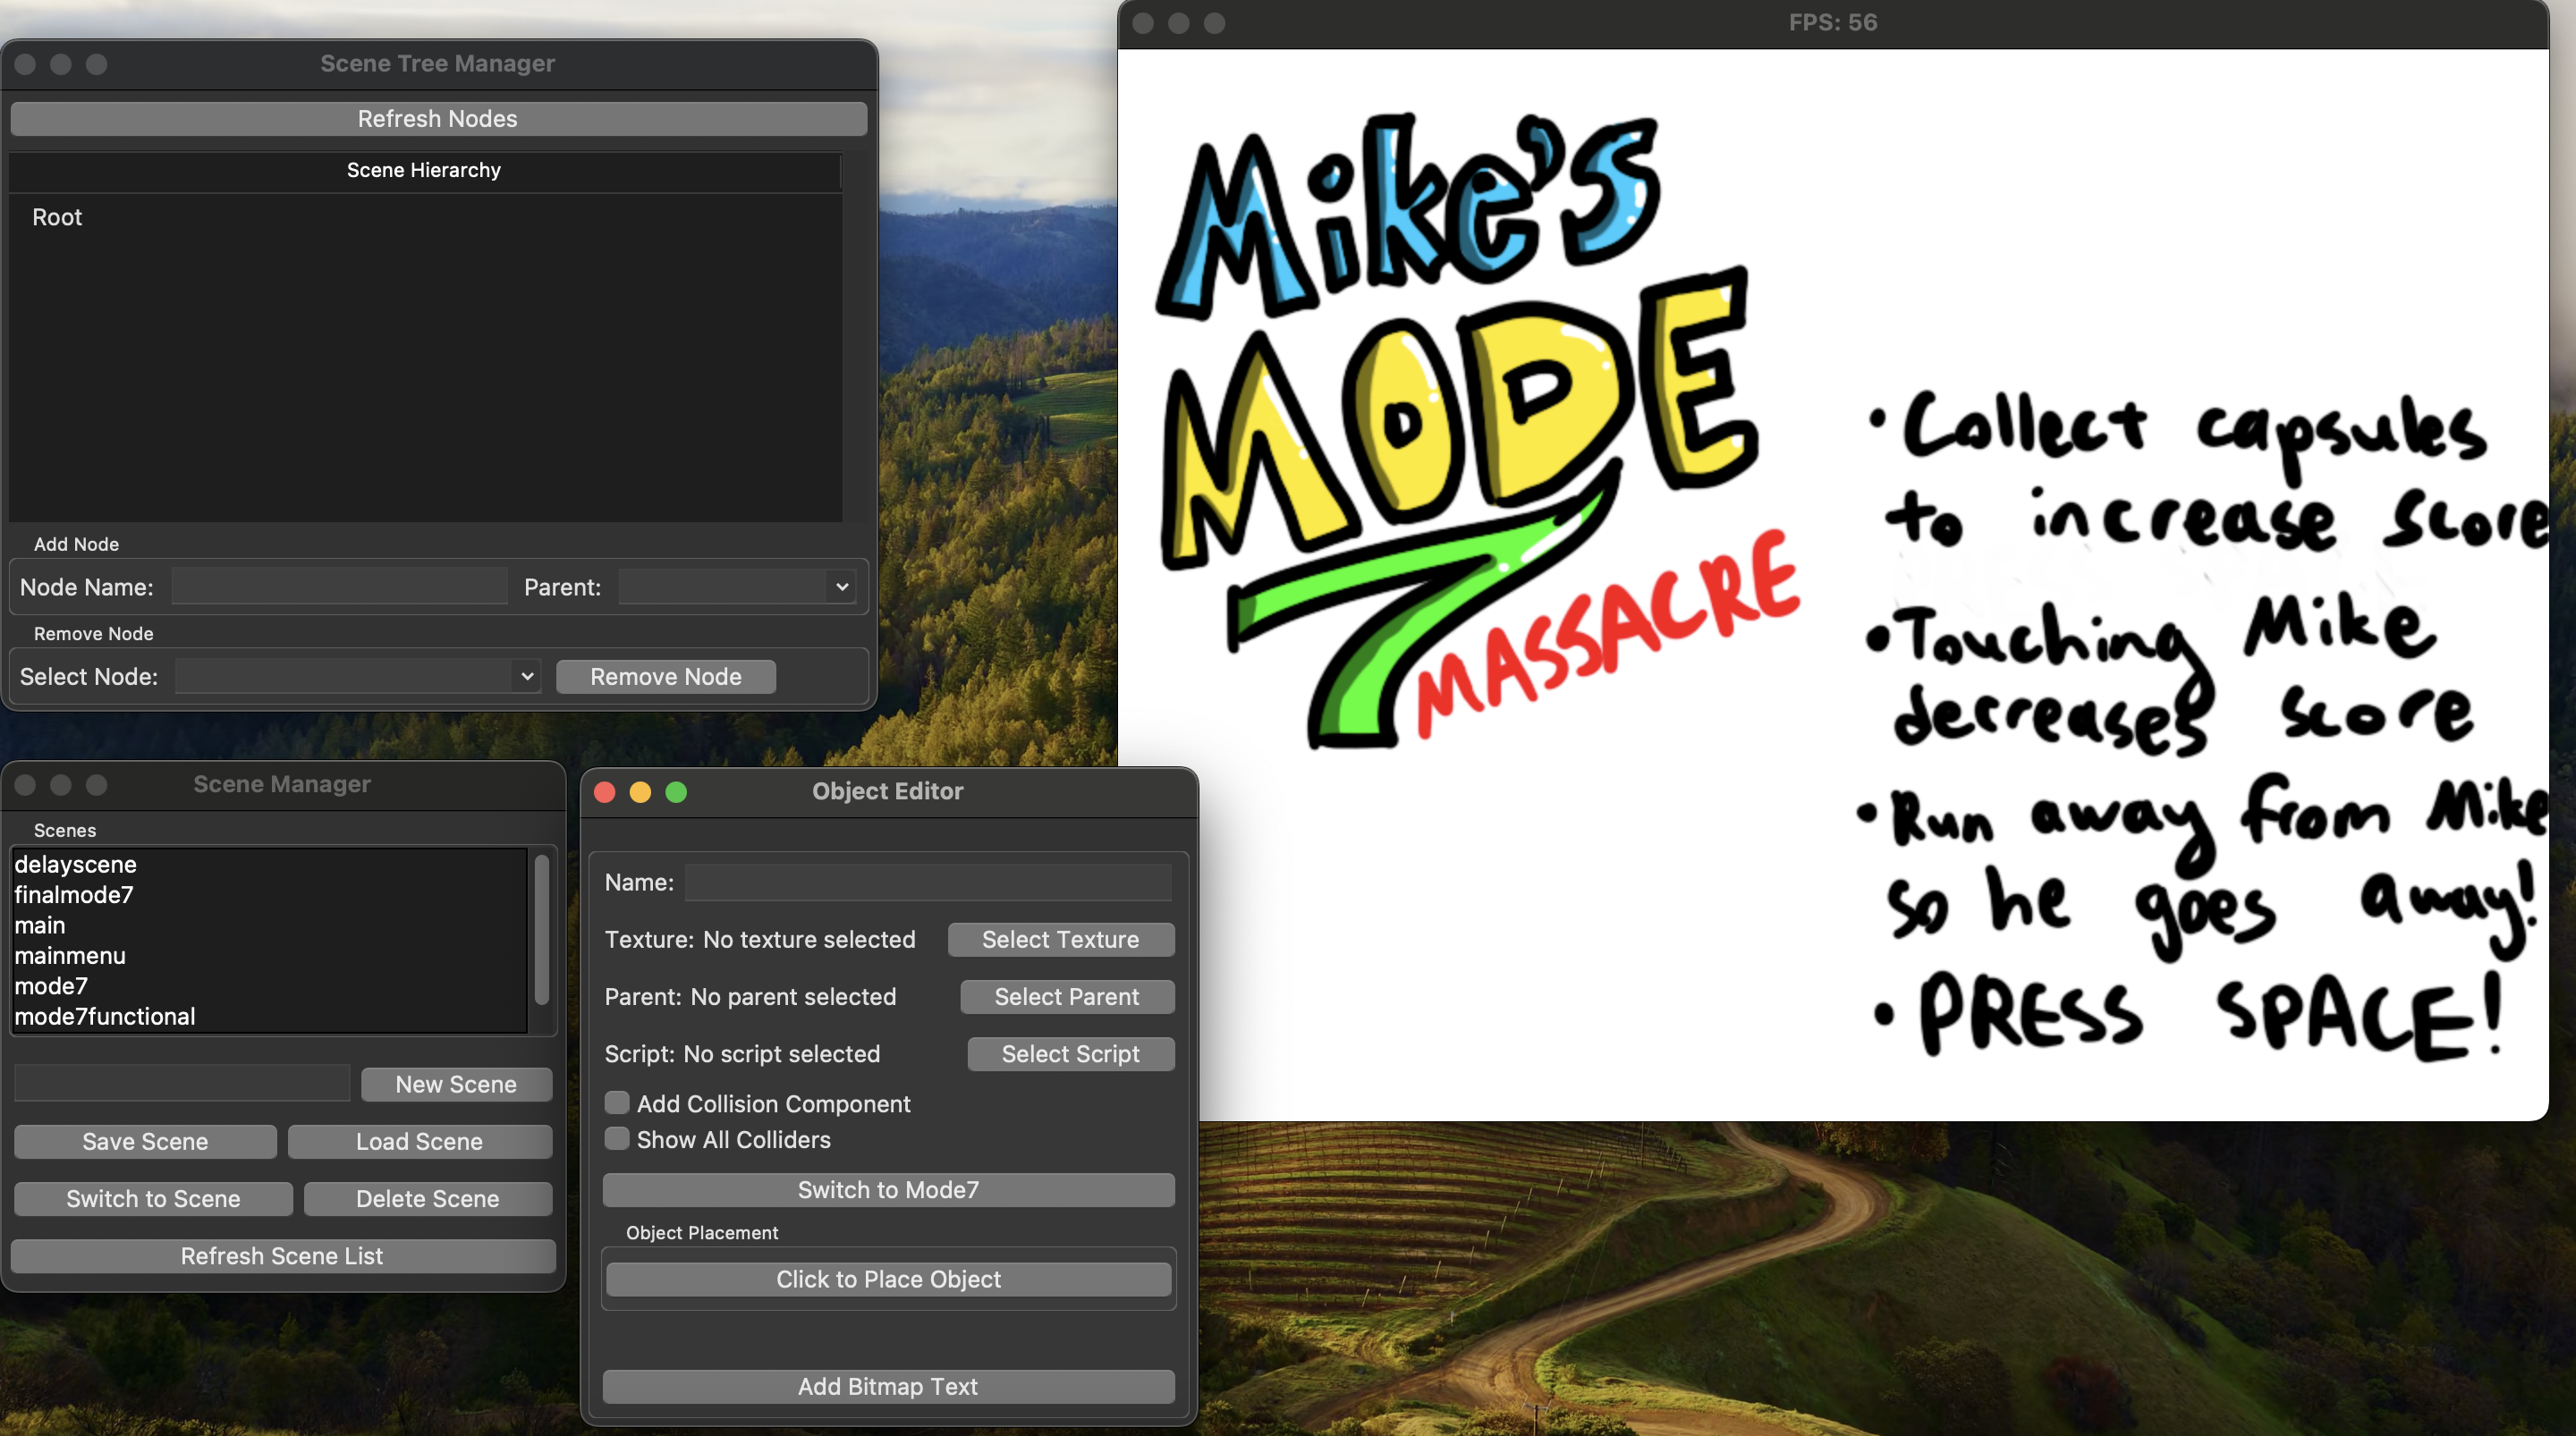 Scene Tree Manager
Refresh Nodes
Scene Hierarchy
Root
Add Node
Node Name:
Parent:
Remove Node
Select Node:
Remove Node
Scene Manager
Scenes
delayscene
finalmode7
main
mainmenu
mode7
mode7functional
New Scene
Save Scene
Load Scene
Switch to Scene
Delete Scene
Refresh Scene List
Object Editor
Name:
Texture: No texture selected
Select Texture
Parent: No parent selected
Select Parent
Script: No script selected
Select Script
Add Collision Component
Show All Colliders
Switch to Mode7
Object Placement
Click to Place Object
Add Bitmap Text
FPS: 56
Mike's
MODE
7
MASSACRE
• Collect capsules
to increase score
• Touching Mike
decreases score
• Run away from Mike
so he goes away!
• PRESS SPACE!